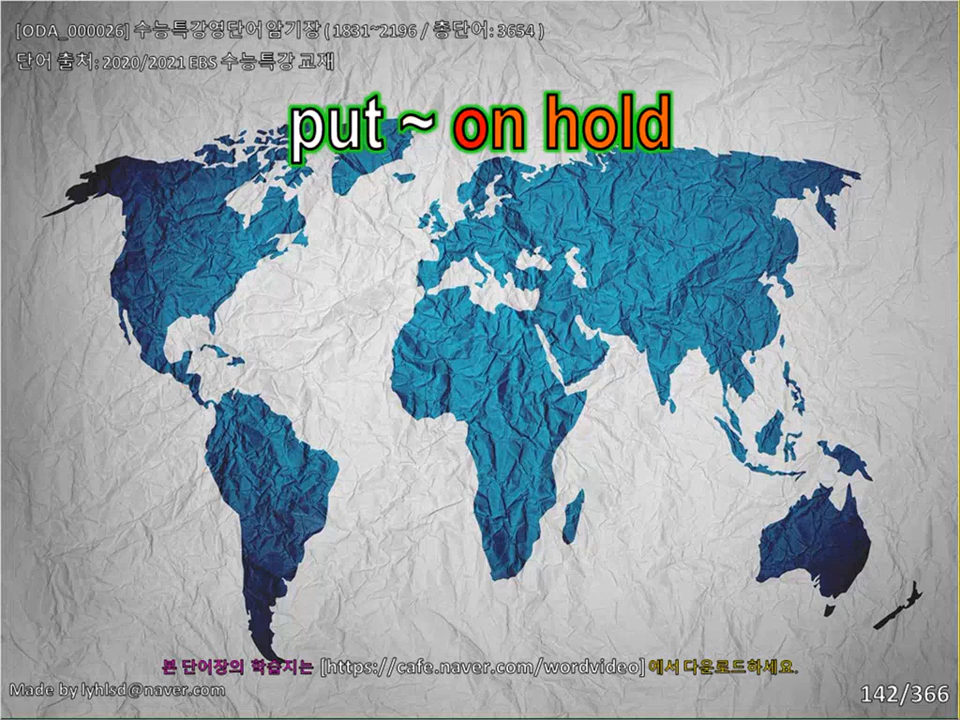 [ODA_000026] 수능특강영단어 암기장 ( 1831~2196 / 총단어: 3654 )
단어 출처: 2020/2021 EBS 수능특강 교재
put ~ on hold
본 단어장의 학습지는 [https://cafe.naver.com/wordvideo] 에서 다운로드하세요.
Made by lyhlsd@naver.com
142/366